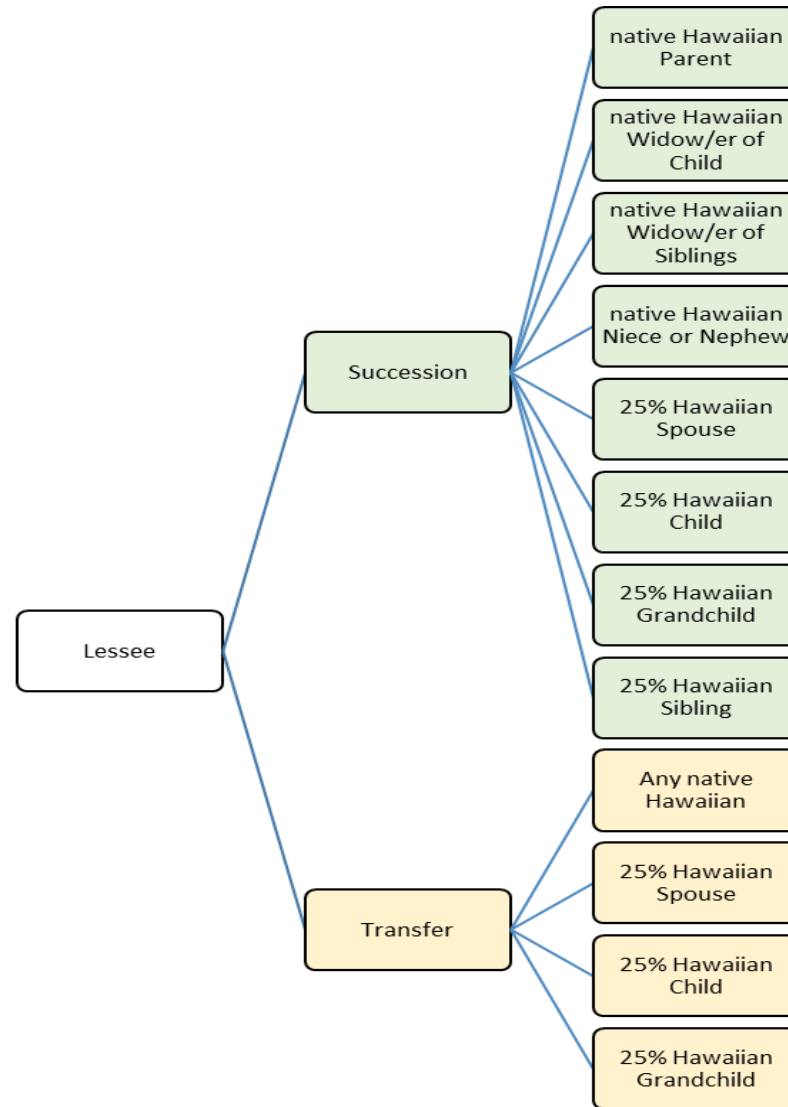 native Hawaiian
Parent
native Hawaiian
Widow/er of
Child
native Hawaiian
Widow/er of
Siblings
native Hawaiian
Niece or Nephew
Succession
25% Hawaiian
Spouse
25% Hawaiian
Child
25% Hawaiian
Grandchild
25% Hawaiian
Sibling
Lessee
Any native
Hawaiian
25% Hawaiian
Spouse
Transfer
25% Hawaiian
Child
25% Hawaiian
Grandchild